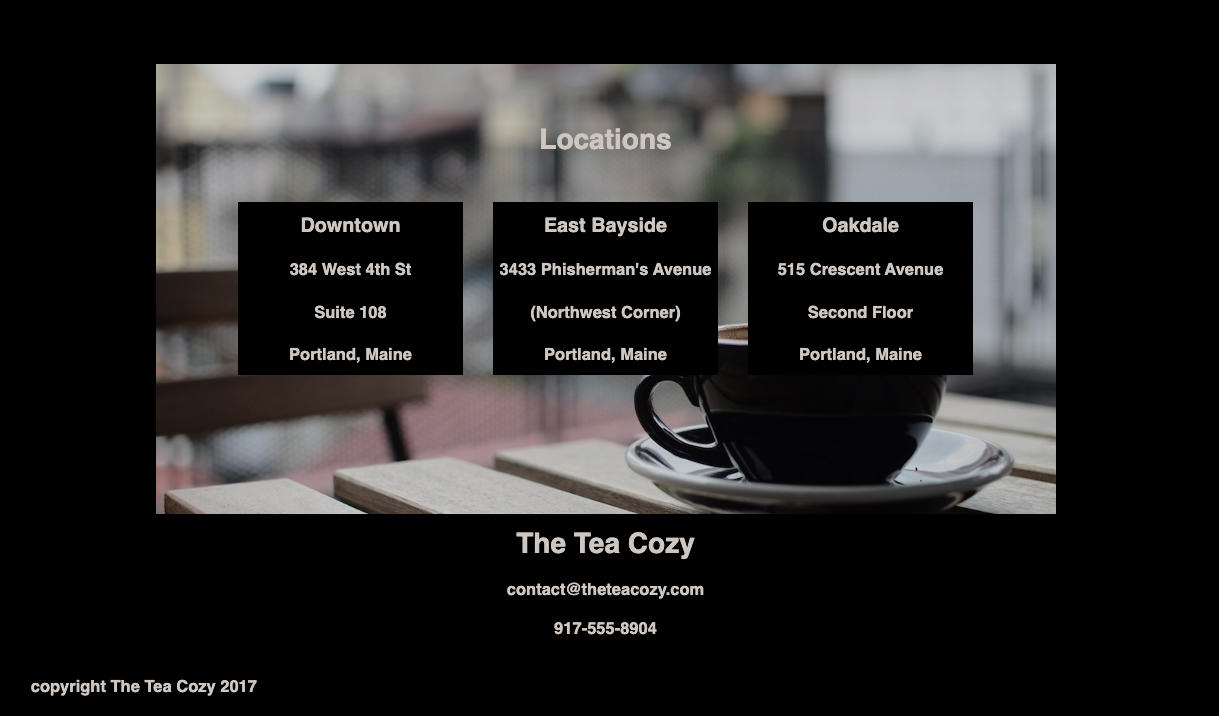 Locations
Downtown
384 West 4th St
Suite 108
Portland, Maine
East Bayside
3433 Phisherman's Avenue
(Northwest Corner)
Portland, Maine
Oakdale
515 Crescent Avenue
Second Floor
Portland, Maine
The Tea Cozy
contact@theteacozy.com
917-555-8904
copyright The Tea Cozy 2017